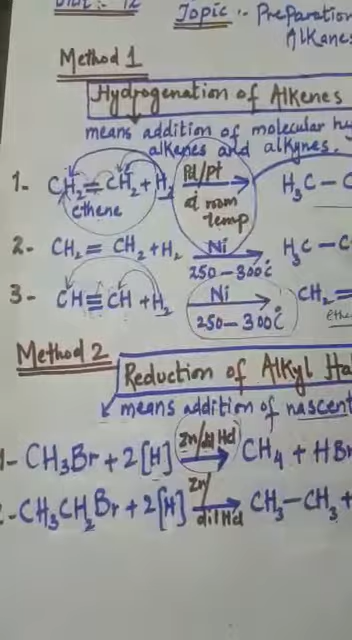 Unit :- 12
Topic :- Preparation
Alkanes
Method 1
Hydrogenation of Alkenes
means addition of molecular
alkenes and alkynes.
1- CH₂=CH₂+H₂ Pd/Pt at room temp H₃C-C
ethene
2- CH₂=CH₂+H₂ Ni 250-300°C H₃C-C
3- CH≡CH+H₂ Ni 250-300°C CH₂=
ethe
Method 2
Reduction of Alkyl Ha
means addition of nascent
1- CH₃Br+2[H] Zn/dil Hcl CH₄+HBr
2-CH₃CH₂Br+2[H] Zn/ dil Hcl CH₃-CH₃+